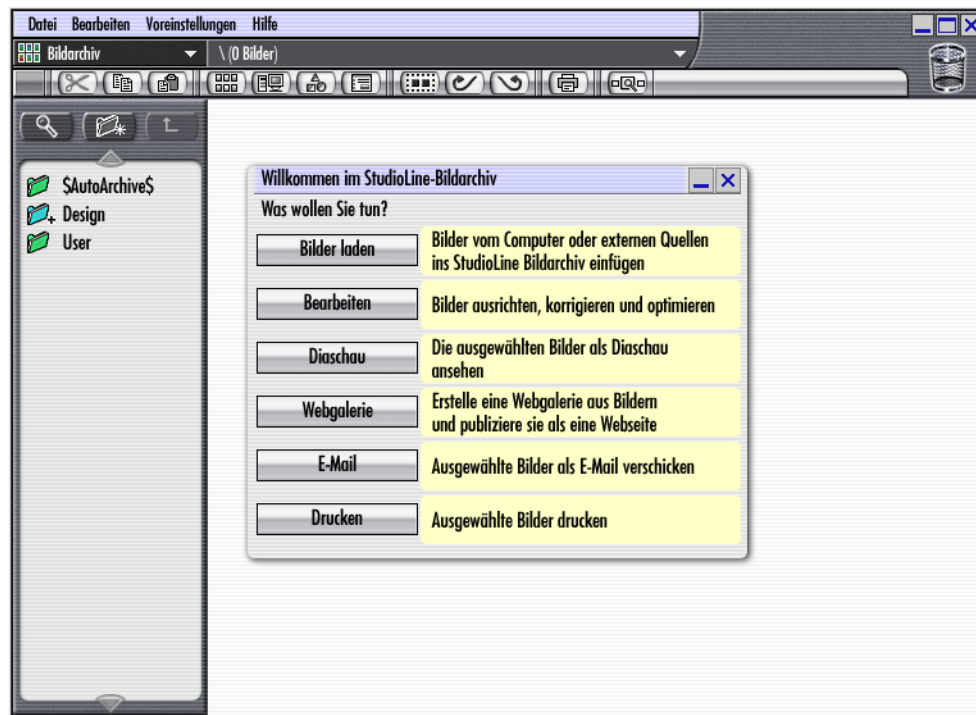 Datei Bearbeiten Voreinstellungen Hilfe
Bildarchiv \ (0 Bilder)
$AutoArchive$
Design
User
Willkommen im StudioLine-Bildarchiv
Was wollen Sie tun?
Bilder laden
Bilder vom Computer oder externen Quellen
ins StudioLine Bildarchiv einfügen
Bearbeiten
Bilder ausrichten, korrigieren und optimieren
Diaschau
Die ausgewählten Bilder als Diaschau
ansehen
Webgalerie
Erstelle eine Webgalerie aus Bildern
und publiziere sie als eine Webseite
E-Mail
Ausgewählte Bilder als E-Mail verschicken
Drucken
Ausgewählte Bilder drucken